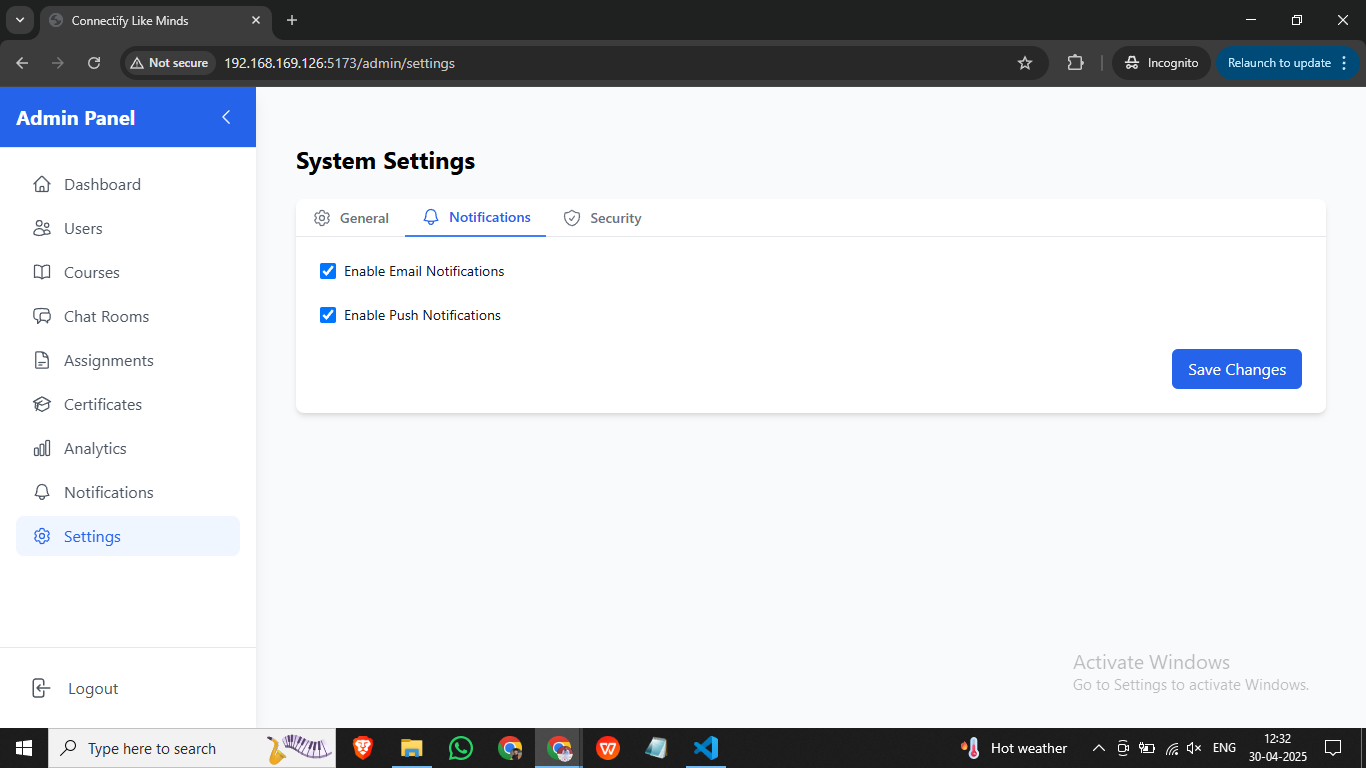 Connectify Like Minds
Not secure
192.168.169.126:5173/admin/settings
Incognito
Relaunch to update
Admin Panel
Dashboard
Users
Courses
Chat Rooms
Assignments
Certificates
Analytics
Notifications
Settings
Logout
System Settings
General
Notifications
Security
Enable Email Notifications
Enable Push Notifications
Save Changes
Activate Windows
Go to Settings to activate Windows.
Type here to search
Hot weather
ENG
12:32
30-04-2025